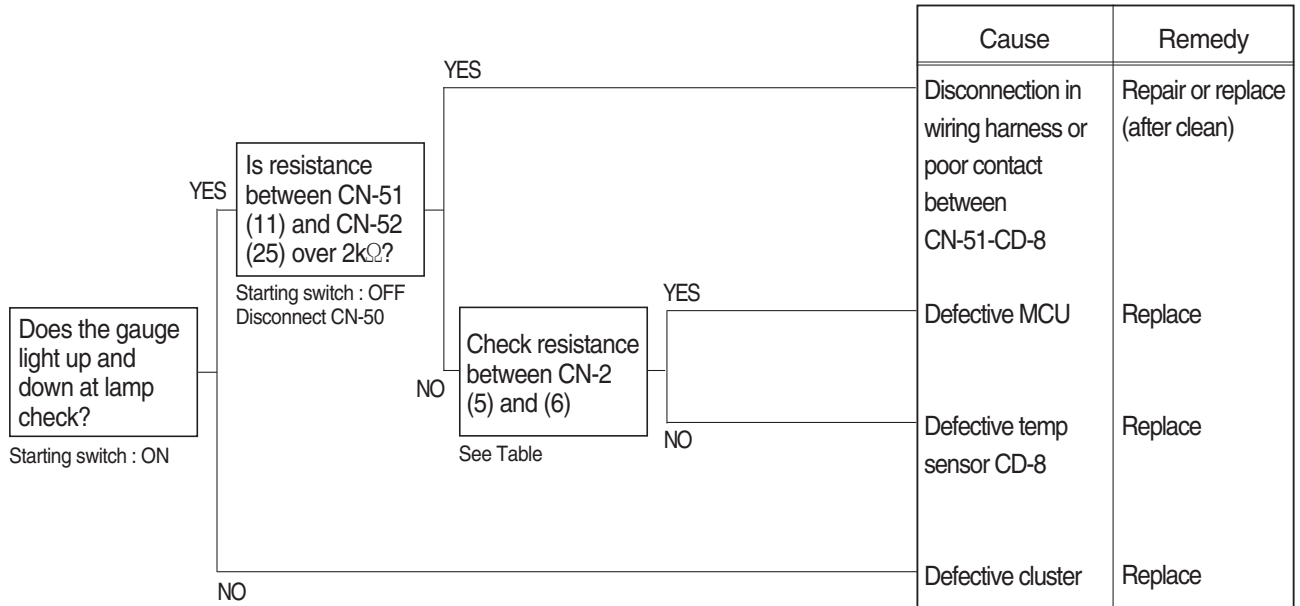 Cause
Remedy
YES
Disconnection in
wiring harness or
poor contact
between
CN-51-CD-8
Repair or replace
(after clean)
YES
Is resistance
between CN-51
(11) and CN-52
(25) over 2kΩ?
Starting switch : OFF
Disconnect CN-50
YES
Defective MCU
Replace
Does the gauge
light up and
down at lamp
check?
Starting switch : ON
NO
Check resistance
between CN-2
(5) and (6)
See Table
NO
Defective temp
sensor CD-8
Replace
NO
Defective cluster
Replace